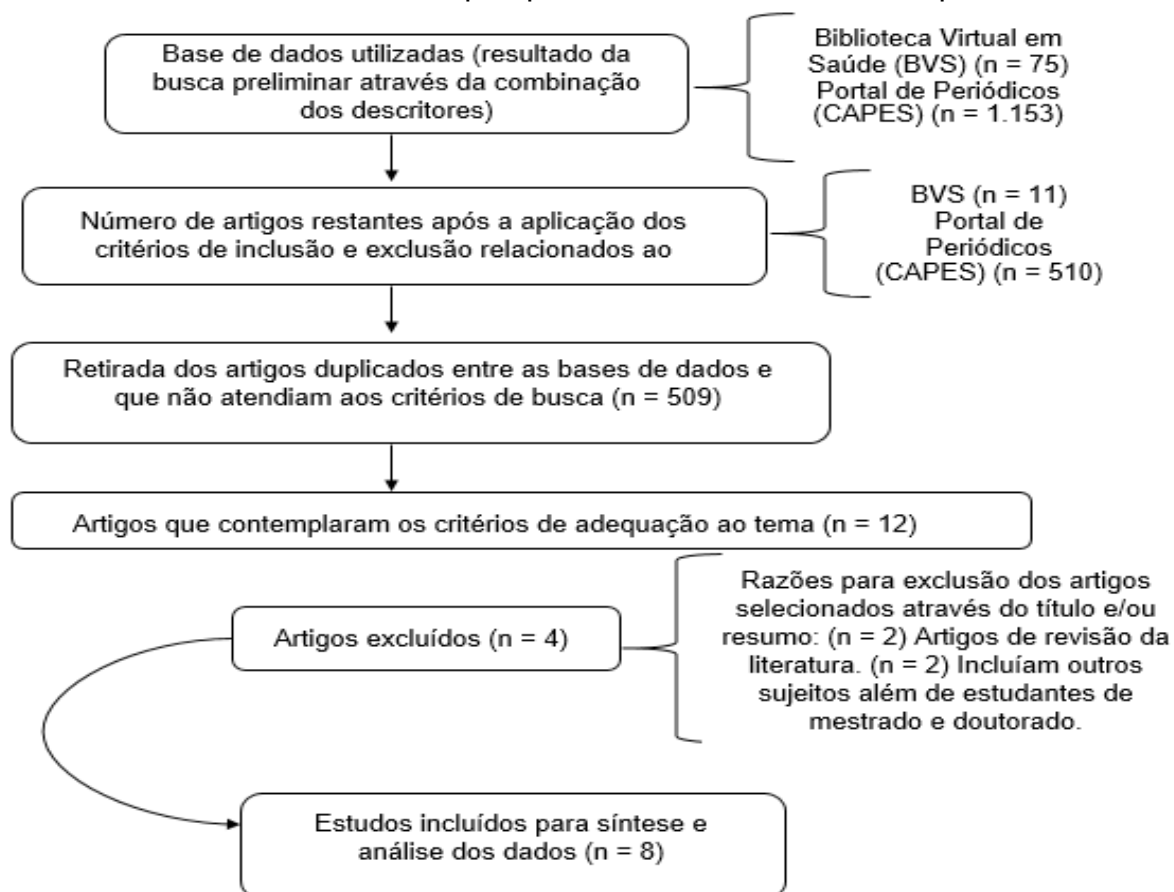 Base de dados utilizadas (resultado da
busca preliminar através da combinação
dos descritores)
Biblioteca Virtual em
Saúde (BVS) (n = 75)
Portal de Periódicos
(CAPES) (n = 1.153)
Número de artigos restantes após a aplicação dos
critérios de inclusão e exclusão relacionados ao
BVS (n = 11)
Portal de
Periódicos
(CAPES) (n = 510)
Retirada dos artigos duplicados entre as bases de dados e
que não atendiam aos critérios de busca (n = 509)
Artigos que contemplaram os critérios de adequação ao tema (n = 12)
Artigos excluídos (n = 4)
Razões para exclusão dos artigos
selecionados através do título e/ou
resumo: (n = 2) Artigos de revisão da
literatura. (n = 2) Incluíam outros
sujeitos além de estudantes de
mestrado e doutorado.
Estudos incluídos para síntese e
análise dos dados (n = 8)